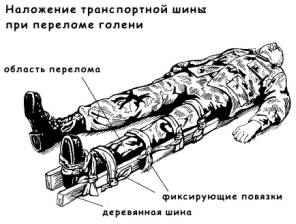 Наложение транспортной шины
при переломе голени
область перелома
фиксирующие повязки
деревянная шина